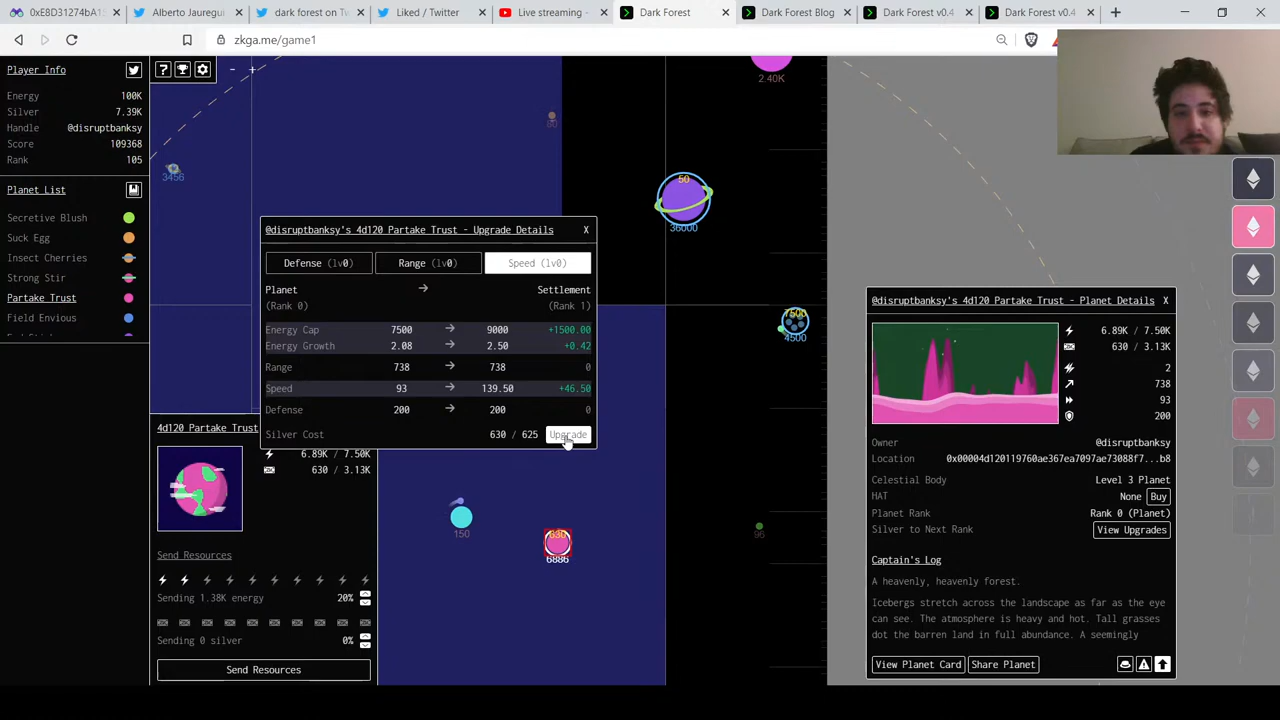 0xE8D31274bA1
Alberto Jauregui
dark forest on Tw
Liked / Twitter
Live streaming -
Dark Forest
Dark Forest Blog
Dark Forest v0.4
Dark Forest v0.4
zkga.me/game1
Player Info
Energy 100K
Silver 7.39K
Handle @disruptbanksy
Score 109368
Rank 105
Planet List
Secretive Blush
Suck Egg
Insect Cherries
Strong Stir
Partake Trust
Field Envious
? - +
3456
80
2.40K
50
36000
7500
4500
150
630
6886
@disruptbanksy's 4d120 Partake Trust - Upgrade Details X
Defense (lv0) Range (lv0) Speed (lv0)
Planet → Settlement
(Rank 0) (Rank 1)
Energy Cap 7500 → 9000 +1500.00
Energy Growth 2.08 → 2.50 +0.42
Range 738 → 738 0
Speed 93 → 139.50 +46.50
Defense 200 → 200 0
Silver Cost 630 / 625 Upgrade
4d120 Partake Trust
6.89K / 7.50K
630 / 3.13K
Send Resources
Sending 1.38K energy 20%
Sending 0 silver 0%
Send Resources
@disruptbanksy's 4d120 Partake Trust - Planet Details X
6.89K / 7.50K
630 / 3.13K
2
738
93
200
Owner @disruptbanksy
Location 0x00004d120119760ae367ea7097ae73088f7...b8
Celestial Body Level 3 Planet
HAT None Buy
Planet Rank Rank 0 (Planet)
Silver to Next Rank View Upgrades
Captain's Log
A heavenly, heavenly forest.
Icebergs stretch across the landscape as far as the eye
can see. The atmosphere is heavy and hot. Tall grasses
dot the barren land in full abundance. A seemingly
View Planet Card Share Planet